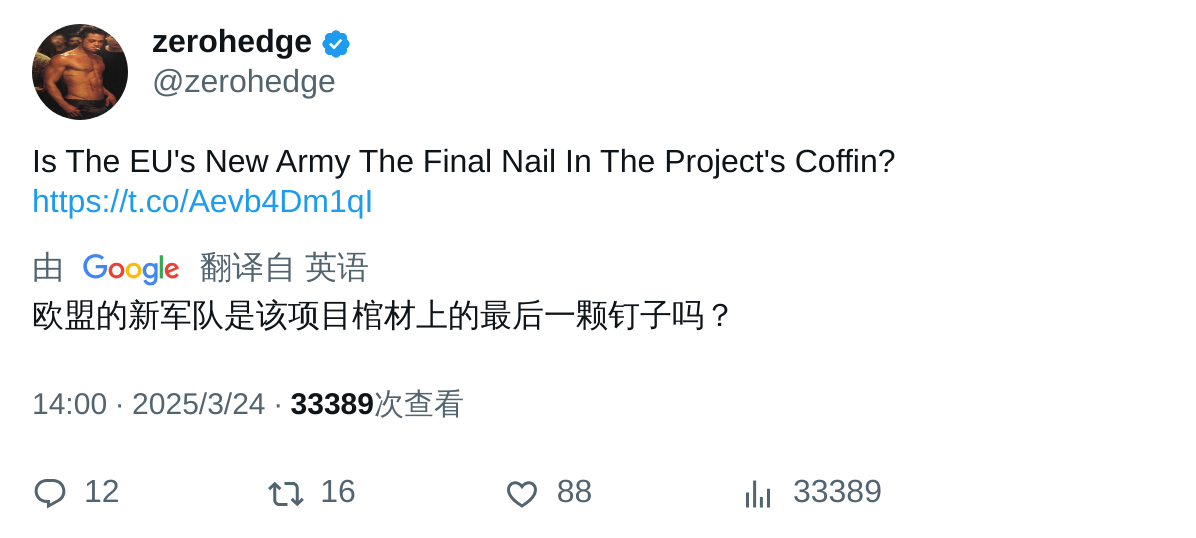 zerohedge
@zerohedge
Is The EU's New Army The Final Nail In The Project's Coffin?
https://t.co/Aevb4Dm1qI
由 Google 翻译自 英语
欧盟的新军队是该项目棺材上的最后一颗钉子吗？
14:00 · 2025/3/24 · 33389次查看
12 16 88 33389